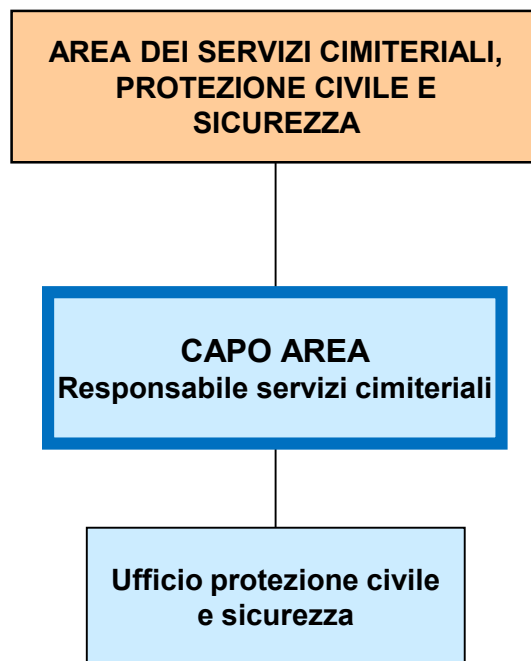 AREA DEI SERVIZI CIMITERIALI,
PROTEZIONE CIVILE E
SICUREZZA
CAPO AREA
Responsabile servizi cimiteriali
Ufficio protezione civile
e sicurezza